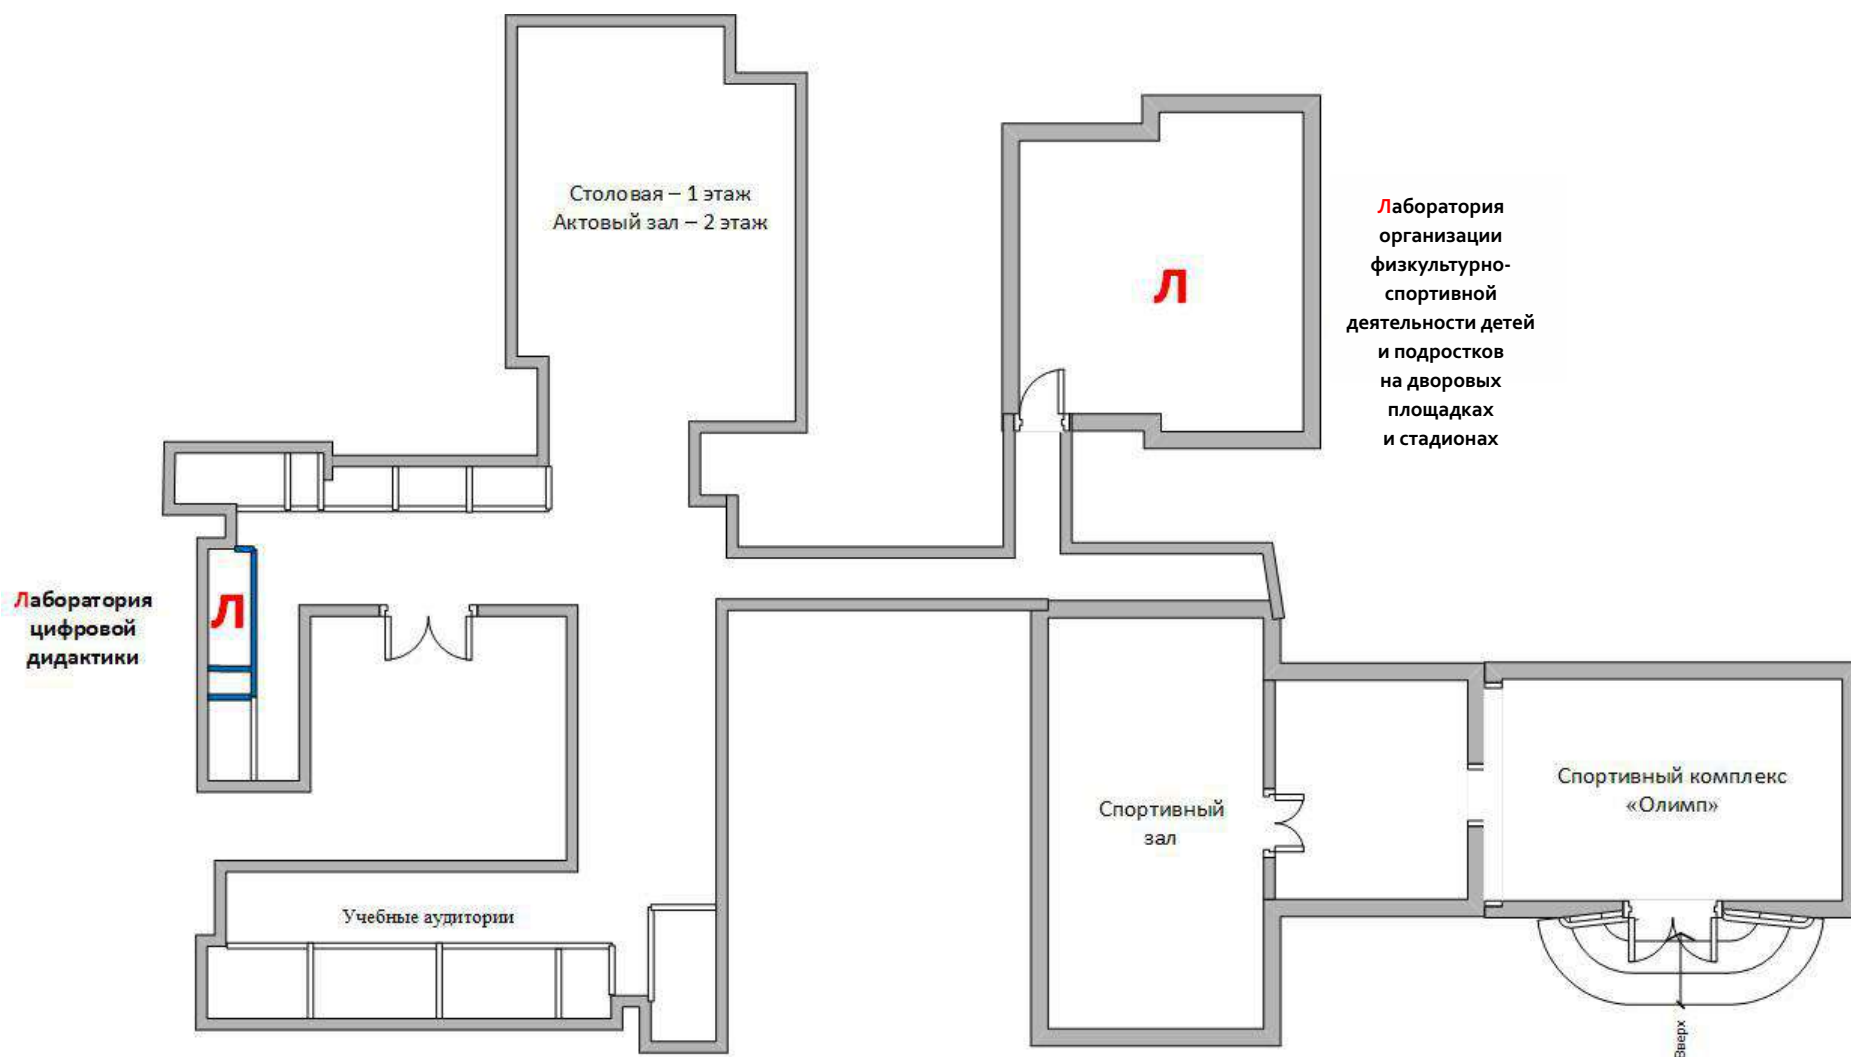 Столовая – 1 этаж
Актовый зал – 2 этаж
Л
Лаборатория
организации
физкультурно-
спортивной
деятельности детей
и подростков
на дворовых
площадках
и стадионах
Лаборатория
цифровой
дидактики
Л
Спортивный
зал
Спортивный комплекс
«Олимп»
Учебные аудитории
Вверх